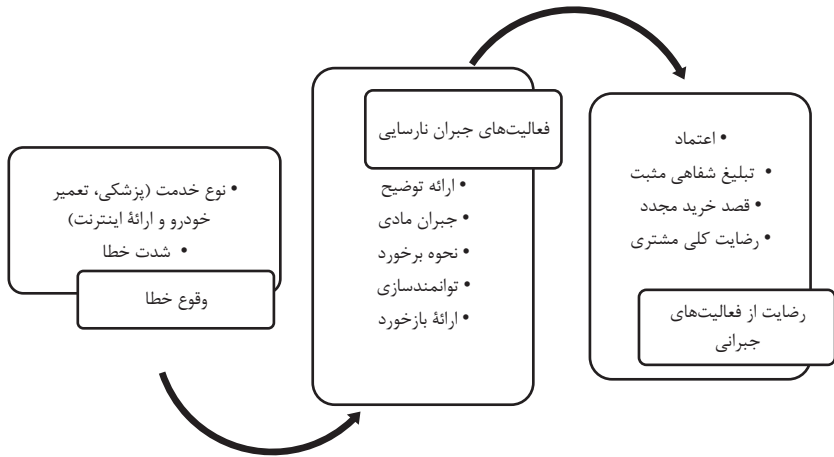 • نوع خدمت (پزشکی، تعمیر
خودرو و ارائهٔ اینترنت)
• شدت خطا
وقوع خطا
فعالیت‌های جبران نارسایی
• ارائه توضیح
• جبران مادی
• نحوه برخورد
• توانمندسازی
• ارائهٔ بازخورد
• اعتماد
• تبلیغ شفاهی مثبت
• قصد خرید مجدد
• رضایت کلی مشتری
رضایت از فعالیت‌های
جبرانی